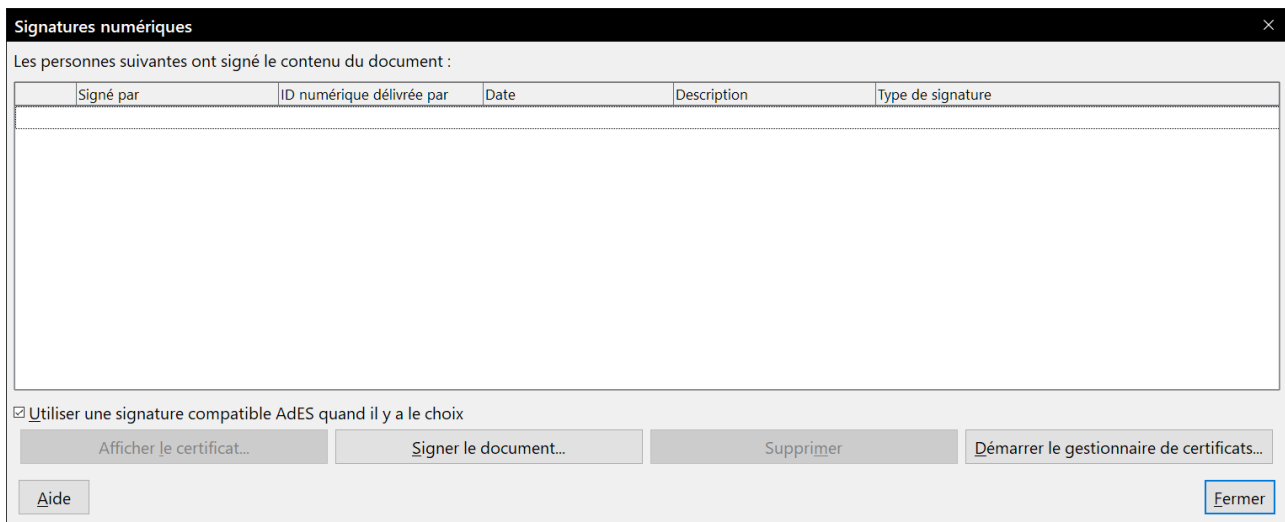 Signatures numériques
Les personnes suivantes ont signé le contenu du document :
Signé par ID numérique délivrée par Date Description Type de signature
Utiliser une signature compatible AdES quand il y a le choix
Afficher le certificat... Signer le document... Supprimer Démarrer le gestionnaire de certificats...
Aide Fermer